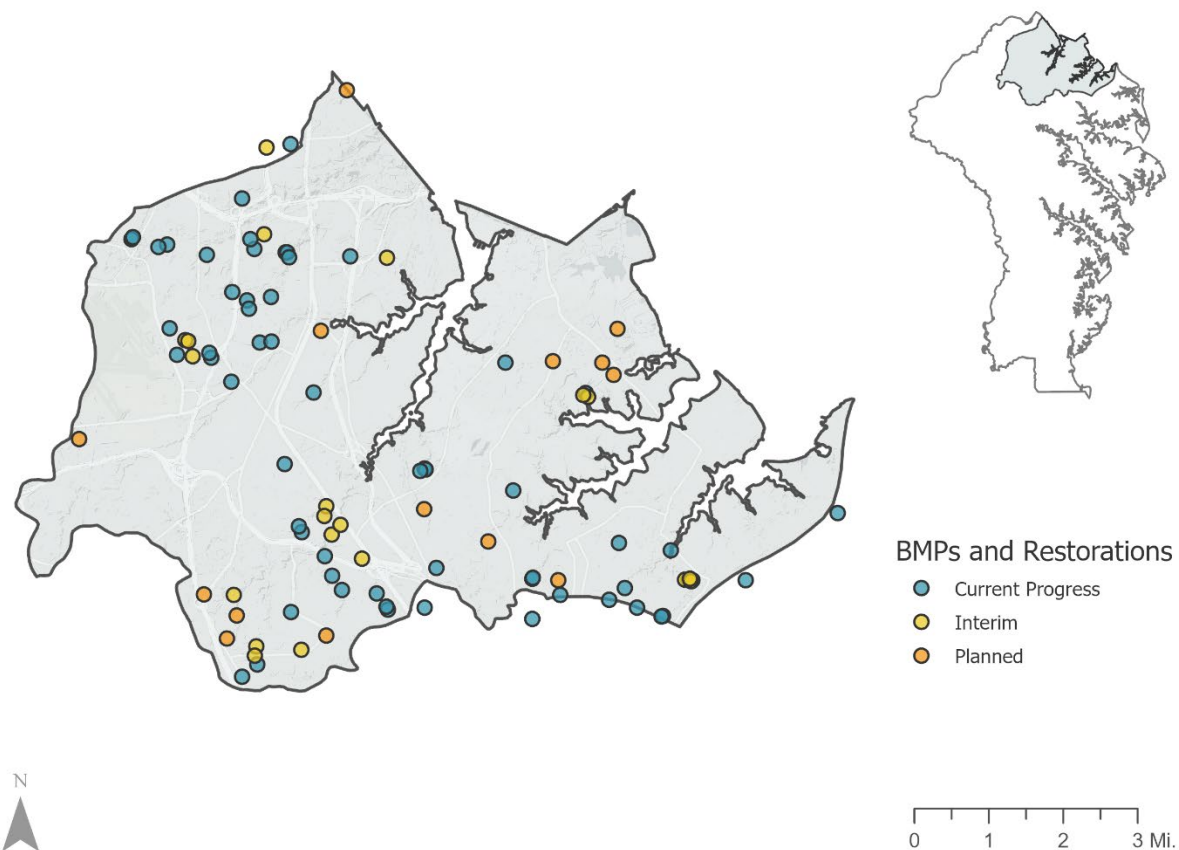 BMPs and Restorations
Current Progress
Interim
Planned
N
0 1 2 3 Mi.